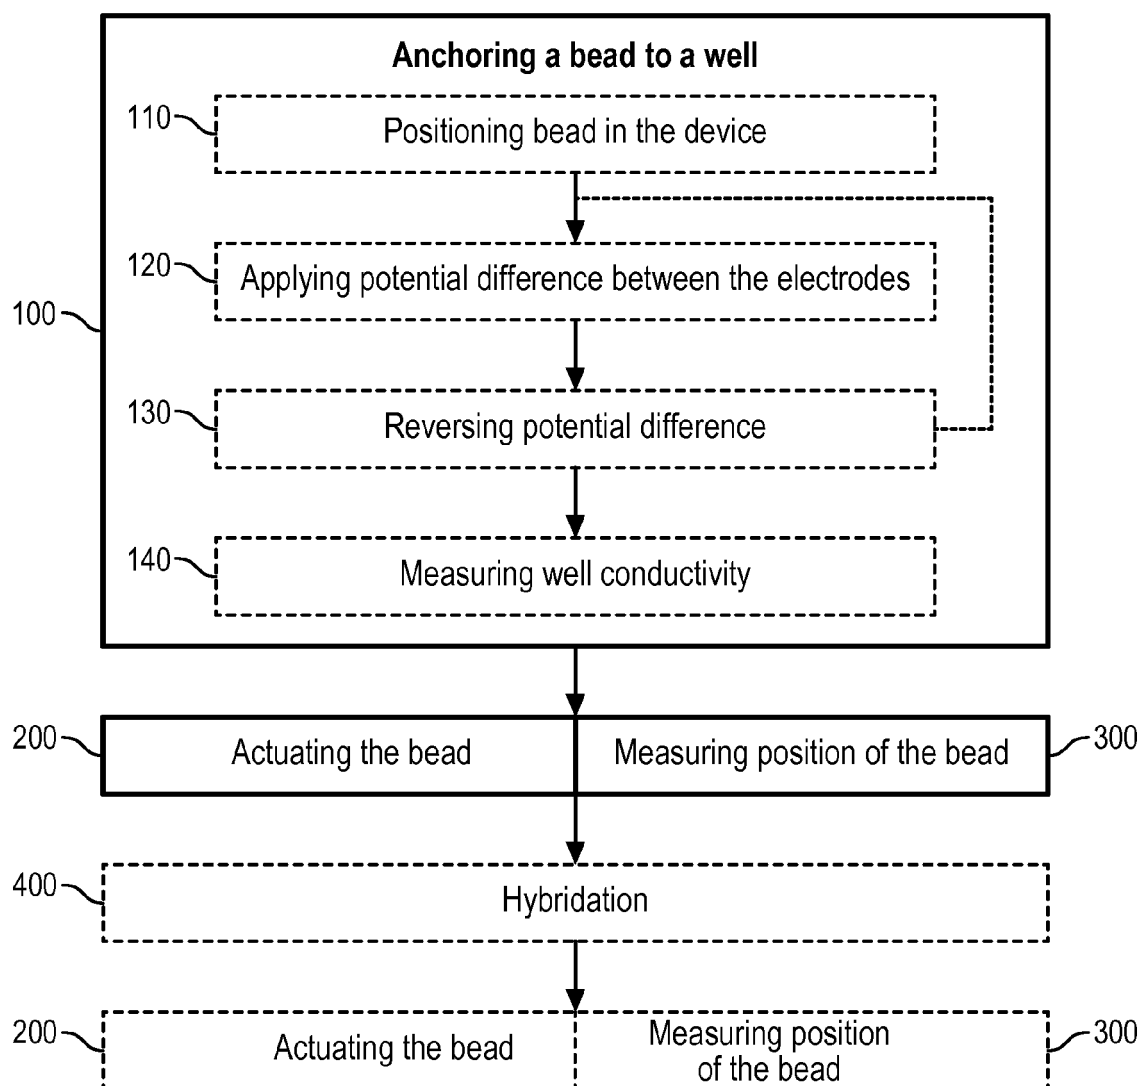 Anchoring a bead to a well
110
Positioning bead in the device
120
Applying potential difference between the electrodes
100
130
Reversing potential difference
140
Measuring well conductivity
200
Actuating the bead
Measuring position of the bead
300
400
Hybridation
200
Actuating the bead
Measuring position
of the bead
300